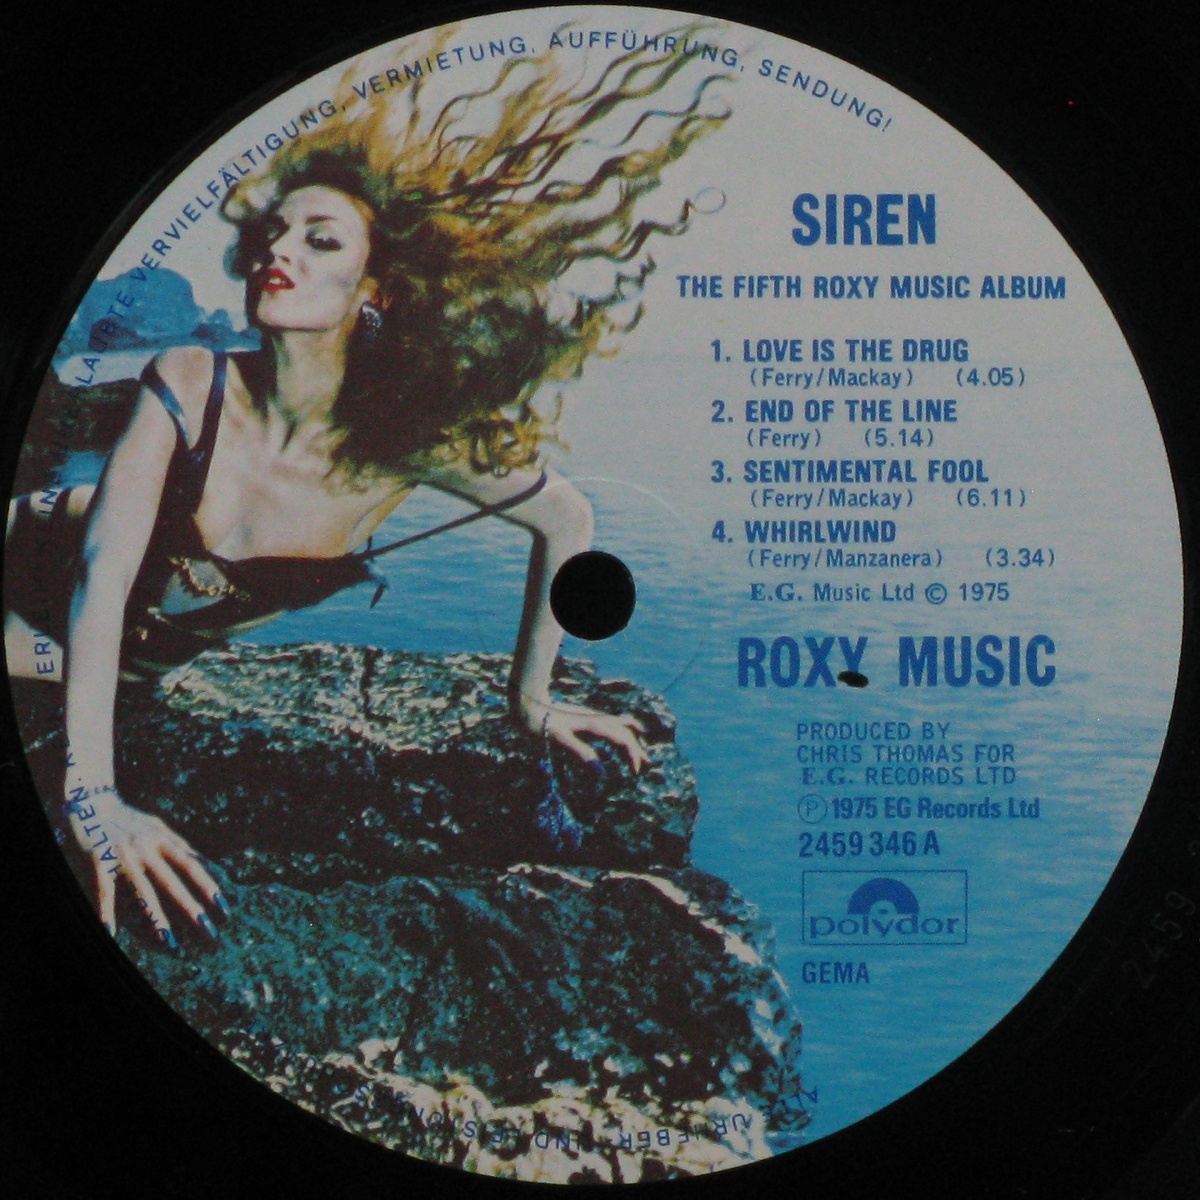 VERVIELFÄLTIGUNG, VERMIETUNG, AUFFÜHRUNG, SENDUNG!
SIREN
THE FIFTH ROXY MUSIC ALBUM
1. LOVE IS THE DRUG
(Ferry/Mackay) (4.05)
2. END OF THE LINE
(Ferry) (5.14)
3. SENTIMENTAL FOOL
(Ferry/Mackay) (6.11)
4. WHIRLWIND
(Ferry/Manzanera) (3.34)
E.G. Music Ltd © 1975
ROXY MUSIC
PRODUCED BY
CHRIS THOMAS FOR
E.G. RECORDS LTD
Ⓟ 1975 EG Records Ltd
2459 346 A
polydor
GEMA
2459